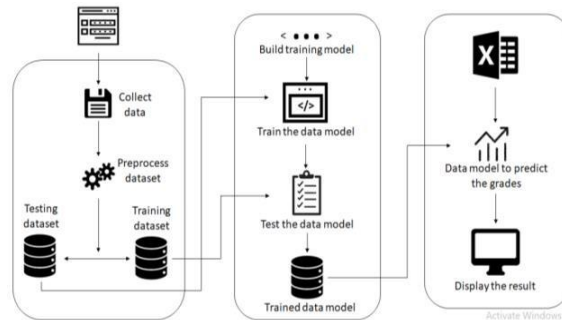 Collect
data
Preprocess
dataset
Testing
dataset
Training
dataset
< ••• >
Build training model
</>
Train the data model
Test the data model
Trained data model
X
Data model to predict
the grades
Display the result
Activate Windows